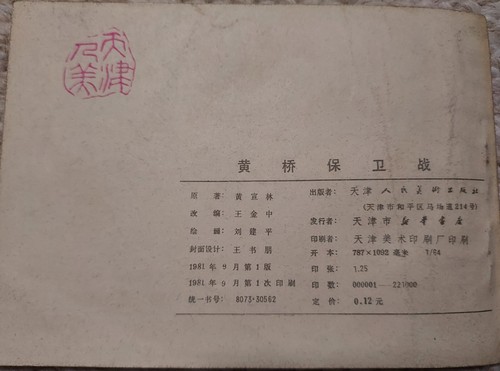 天津
人美
黄桥保卫战
原著：黄宣林
改编：王金中
绘画：刘建平
封面设计：王书朋
1981年9月第1版
1981年9月第1次印刷
统一书号：8073·30562
出版者：天津人民美术出版社
（天津市和平区马场道214号）
发行者：天津市新华书店
印刷者：天津美术印刷厂印刷
开本：787×1092毫米 1/64
印张：1.25
印数：000001—221000
定价：0.12元